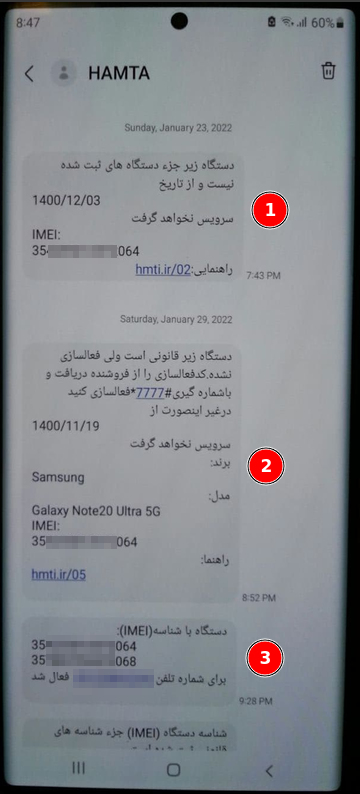 8:47
60%
HAMTA
Sunday, January 23, 2022
دستگاه زیر جزء دستگاه های ثبت شده
نیست و از تاریخ
1400/12/03
سرویس نخواهد گرفت
IMEI:
35 064
راهنمایی:hmti.ir/02
7:43 PM
1
Saturday, January 29, 2022
دستگاه زیر قانونی است ولی فعالسازی
نشده.کدفعالسازی را از فروشنده دریافت و
باشماره گیری#7777*فعالسازی کنید
درغیر اینصورت از
1400/11/19
سرویس نخواهد گرفت
برند:
Samsung
مدل:
Galaxy Note20 Ultra 5G
IMEI:
35 064
راهنما:
hmti.ir/05
8:52 PM
2
دستگاه با شناسه(IMEI):
35 064
35 068
برای شماره تلفن فعال شد
9:28 PM
3
شناسه دستگاه (IMEI) جزء شناسه های